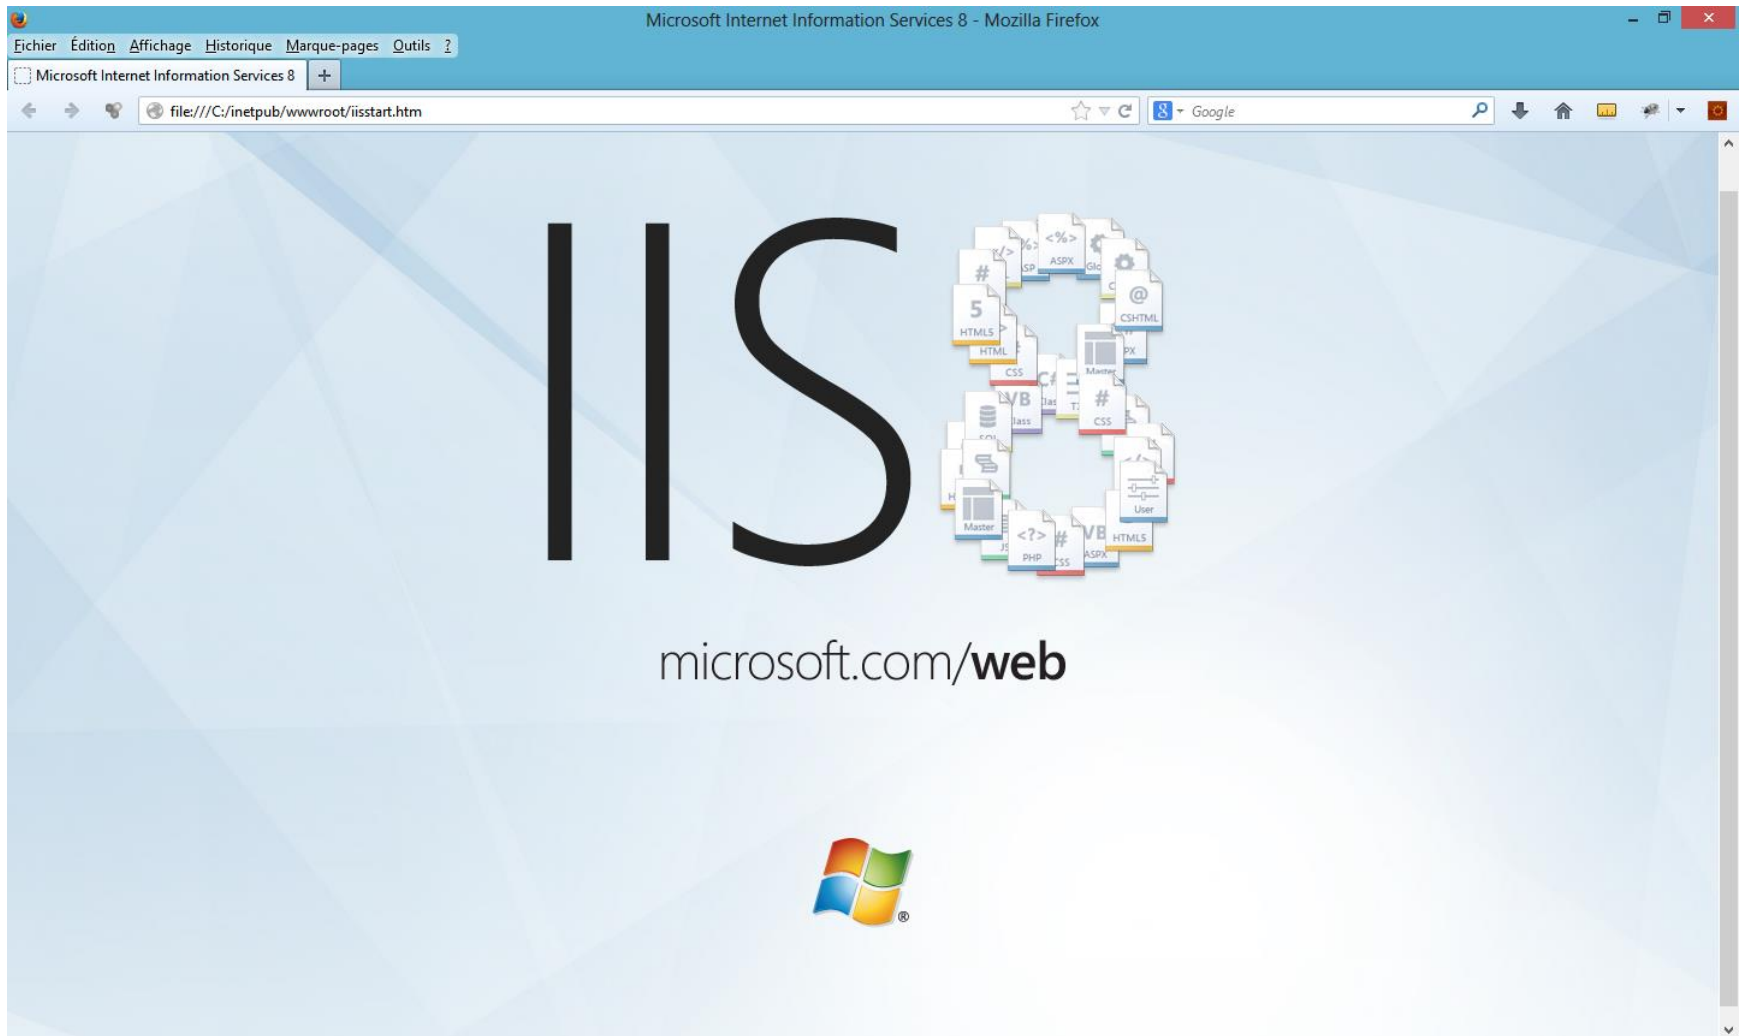 Microsoft Internet Information Services 8 - Mozilla Firefox
Fichier Édition Affichage Historique Marque-pages Outils ?
Microsoft Internet Information Services 8 +
file:///C:/inetpub/wwwroot/iisstart.htm
8 Google
IIS
<%> ASPX
@ CSHTML
# 
5 HTML5
HTML
CSS
Master
PX
C#
VB
# CSS
Master
User
<?> PHP
#
VB ASPX
HTML5
microsoft.com/web
®